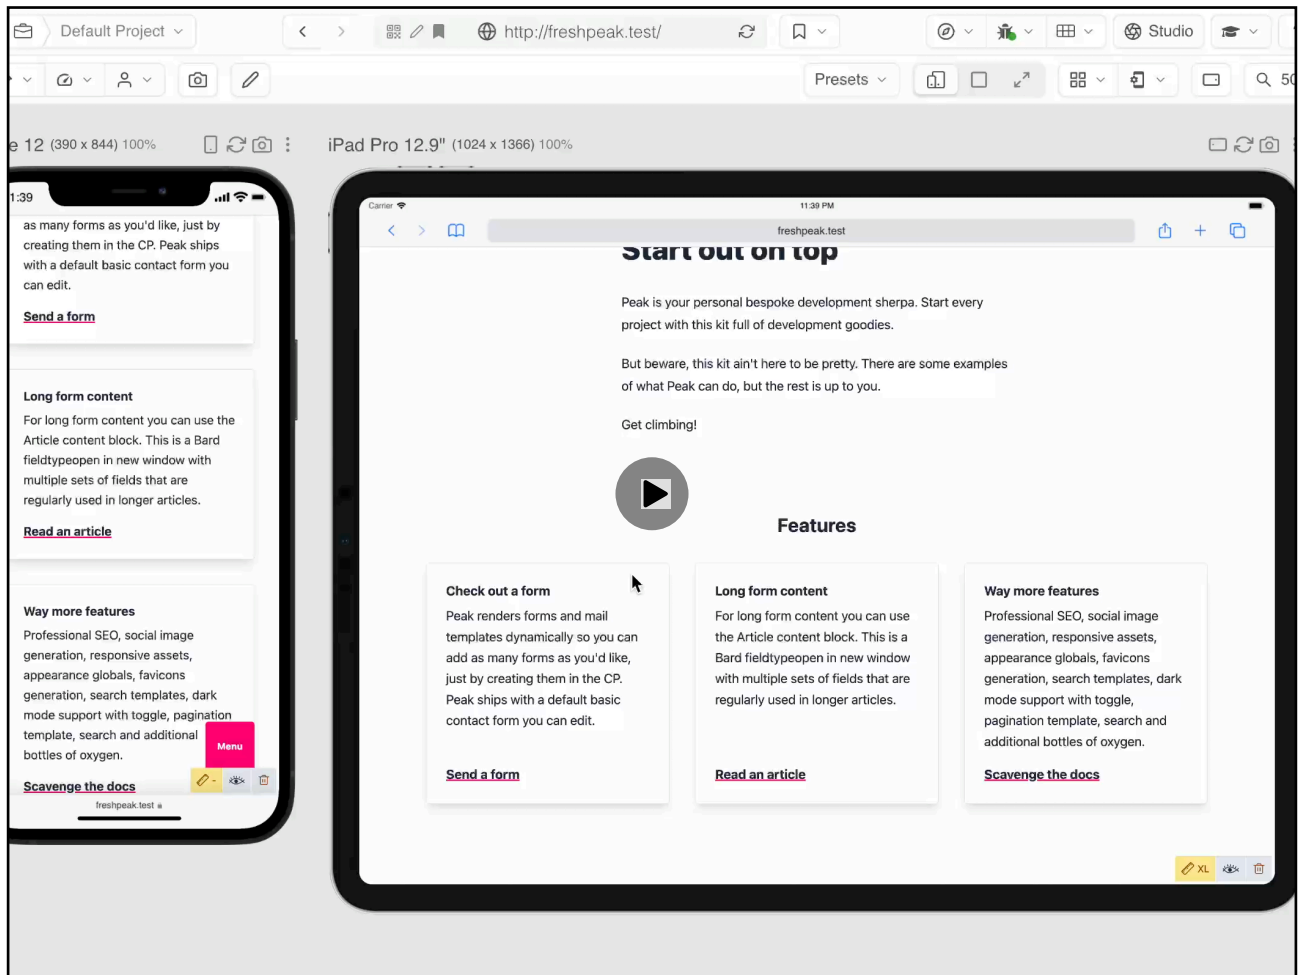 Default Project
http://freshpeak.test/
Studio
Presets
e 12 (390 x 844) 100%
iPad Pro 12.9" (1024 x 1366) 100%
1:39
as many forms as you'd like, just by
creating them in the CP. Peak ships
with a default basic contact form you
can edit.
Send a form
Long form content
For long form content you can use the
Article content block. This is a Bard
fieldtypeopen in new window with
multiple sets of fields that are
regularly used in longer articles.
Read an article
Way more features
Professional SEO, social image
generation, responsive assets,
appearance globals, favicons
generation, search templates, dark
mode support with toggle, pagination
template, search and additional
bottles of oxygen.
Menu
Scavenge the docs
freshpeak.test
Carrier
11:39 PM
freshpeak.test
Start out on top
Peak is your personal bespoke development sherpa. Start every
project with this kit full of development goodies.
But beware, this kit ain't here to be pretty. There are some examples
of what Peak can do, but the rest is up to you.
Get climbing!
Features
Check out a form
Peak renders forms and mail
templates dynamically so you can
add as many forms as you'd like,
just by creating them in the CP.
Peak ships with a default basic
contact form you can edit.
Send a form
Long form content
For long form content you can use
the Article content block. This is a
Bard fieldtypeopen in new window
with multiple sets of fields that are
regularly used in longer articles.
Read an article
Way more features
Professional SEO, social image
generation, responsive assets,
appearance globals, favicons
generation, search templates, dark
mode support with toggle,
pagination template, search and
additional bottles of oxygen.
Scavenge the docs
XL